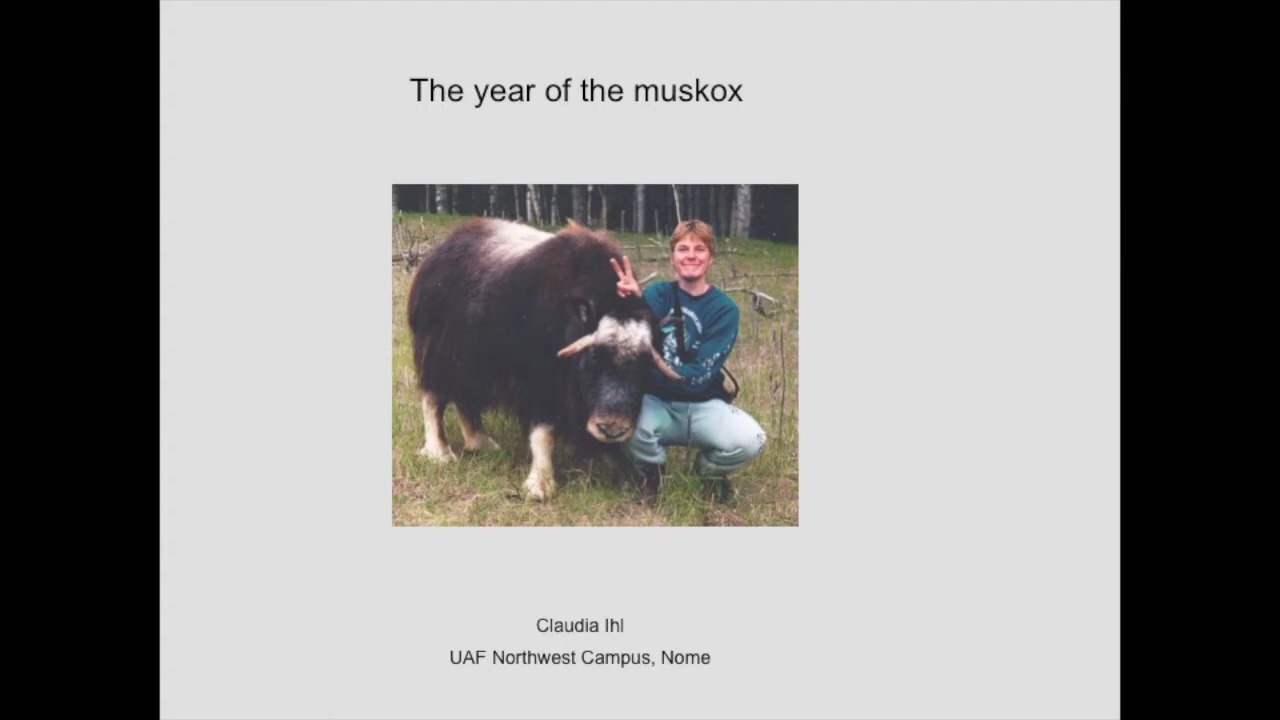 The year of the muskox
Claudia Ihl
UAF Northwest Campus, Nome